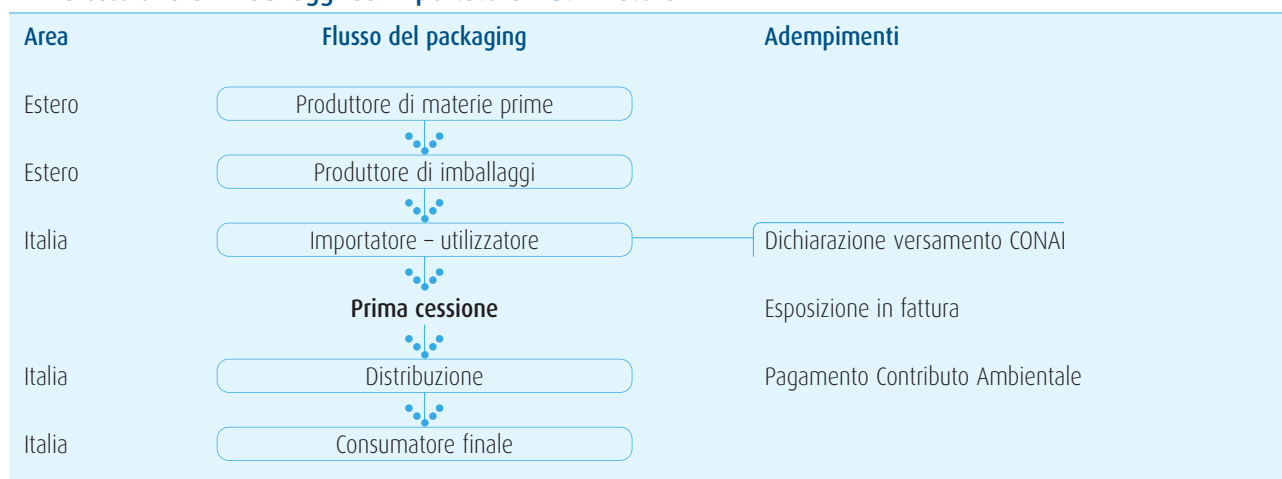 Area Flusso del packaging Adempimenti
Estero Produttore di materie prime
Estero Produttore di imballaggi
Italia Importatore – utilizzatore Dichiarazione versamento CONAI
Prima cessione Esposizione in fattura
Italia Distribuzione Pagamento Contributo Ambientale
Italia Consumatore finale